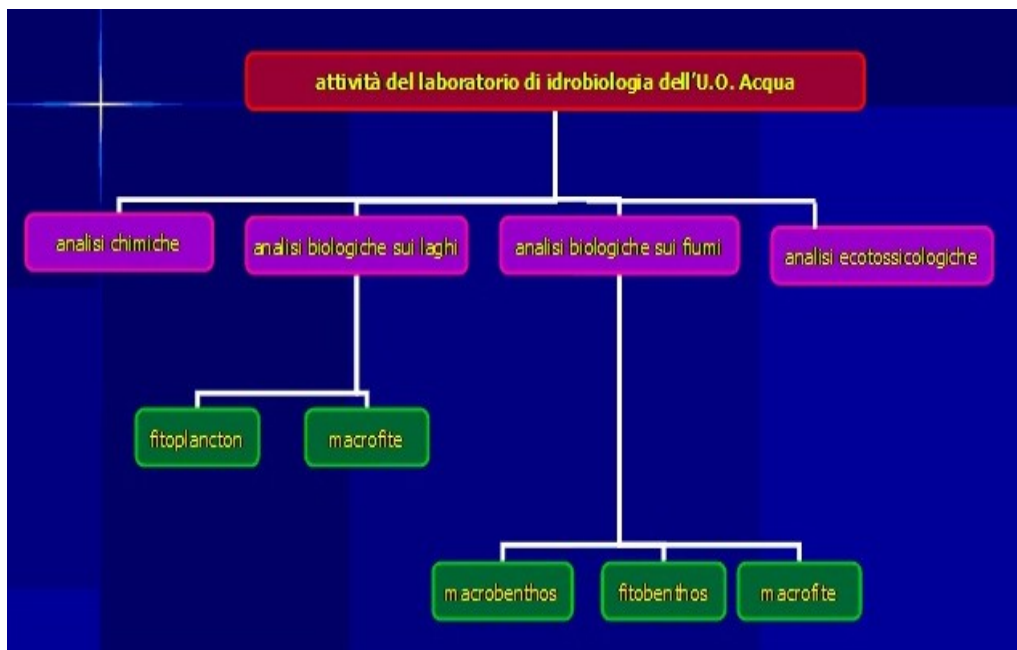 attività del laboratorio di idrobiologia dell'U.O. Acqua
analisi chimiche
analisi biologiche sui laghi
analisi biologiche sui fiumi
analisi ecotossicologiche
fitoplancton
macrofite
macrobenthos
fitobenthos
macrofite